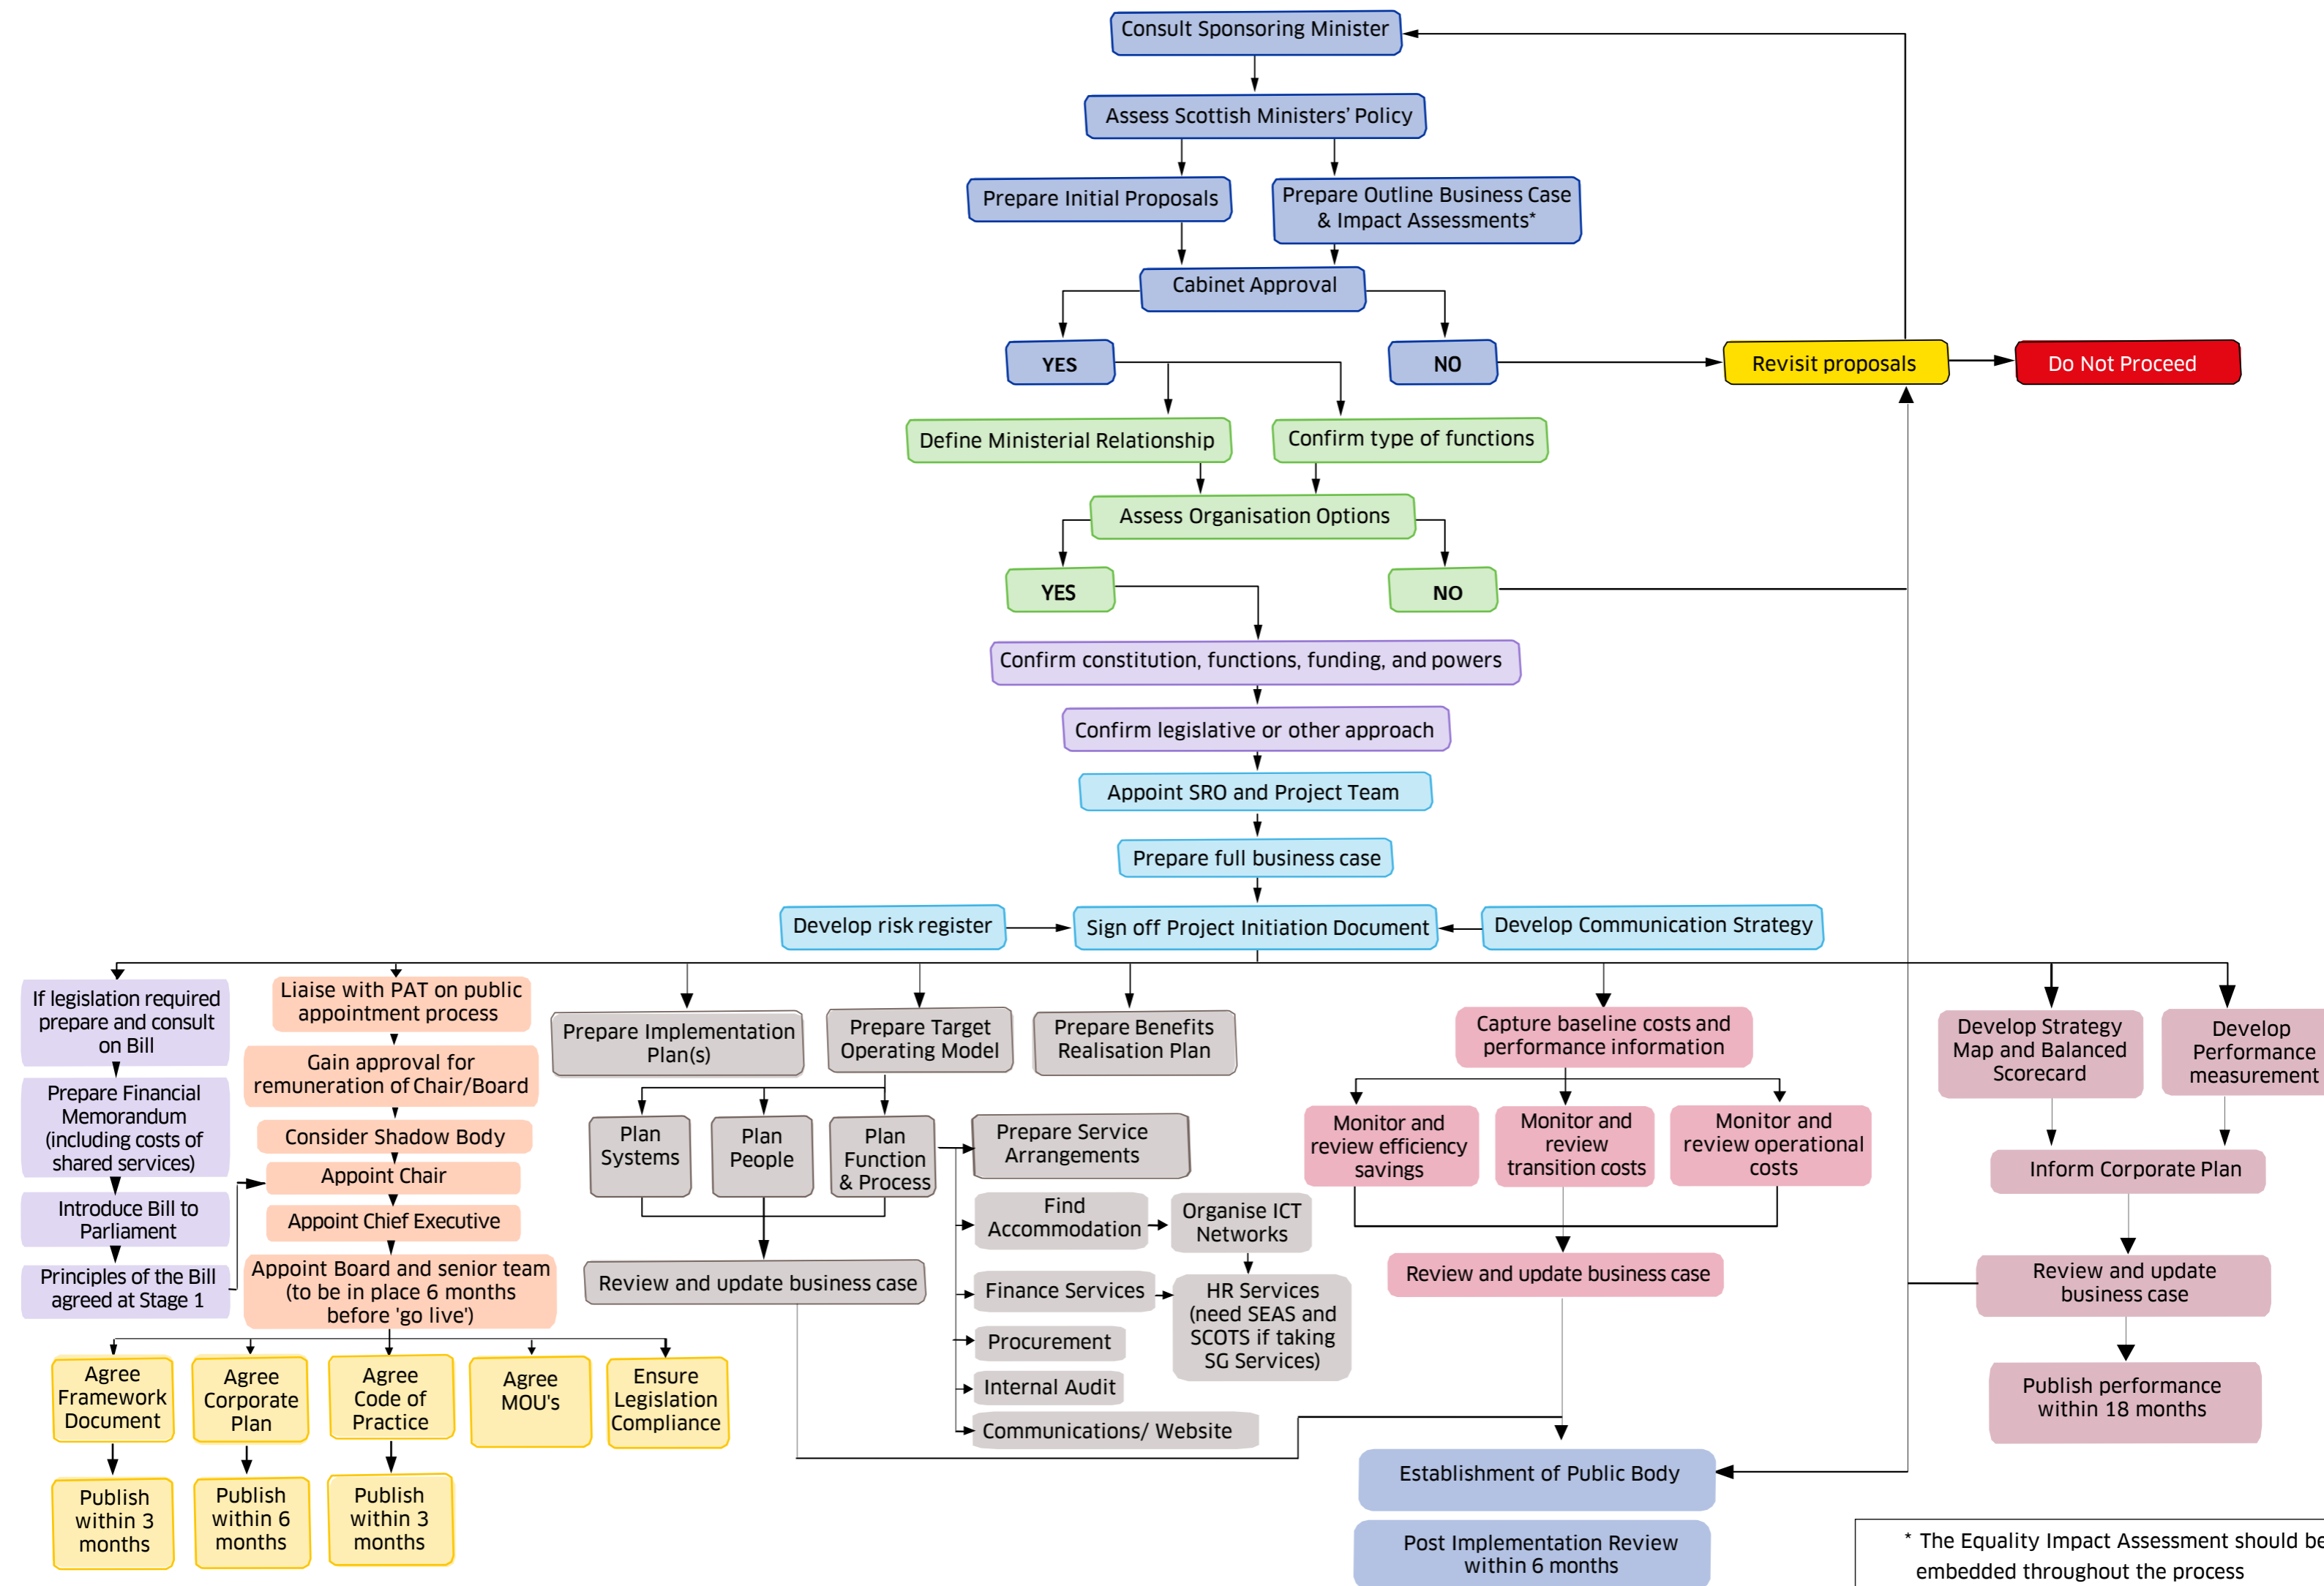 Consult Sponsoring Minister
Assess Scottish Ministers' Policy
Prepare Initial Proposals
Prepare Outline Business Case
& Impact Assessments*
Cabinet Approval
YES
NO
Revisit proposals
Do Not Proceed
Define Ministerial Relationship
Confirm type of functions
Assess Organisation Options
YES
NO
Confirm constitution, functions, funding, and powers
Confirm legislative or other approach
Appoint SRO and Project Team
Prepare full business case
Develop risk register
Sign off Project Initiation Document
Develop Communication Strategy
If legislation required
prepare and consult
on Bill
Prepare Financial
Memorandum
(including costs of
shared services)
Introduce Bill to
Parliament
Principles of the Bill
agreed at Stage 1
Liaise with PAT on public
appointment process
Gain approval for
remuneration of Chair/Board
Consider Shadow Body
Appoint Chair
Appoint Chief Executive
Appoint Board and senior team
(to be in place 6 months
before 'go live')
Agree
Framework
Document
Agree
Corporate
Plan
Agree
Code of
Practice
Agree
MOU's
Ensure
Legislation
Compliance
Publish
within 3
months
Publish
within 6
months
Publish
within 3
months
Prepare Implementation
Plan(s)
Prepare Target
Operating Model
Prepare Benefits
Realisation Plan
Plan
Systems
Plan
People
Plan
Function
& Process
Review and update business case
Prepare Service
Arrangements
Find
Accommodation
Organise ICT
Networks
Finance Services
HR Services
(need SEAS and
SCOTS if taking
SG Services)
Procurement
Internal Audit
Communications/ Website
Capture baseline costs and
performance information
Monitor and
review efficiency
savings
Monitor and
review
transition costs
Monitor and
review operational
costs
Review and update business case
Establishment of Public Body
Post Implementation Review
within 6 months
Develop Strategy
Map and Balanced
Scorecard
Develop
Performance
measurement
Inform Corporate Plan
Review and update
business case
Publish performance
within 18 months
* The Equality Impact Assessment should be
embedded throughout the process